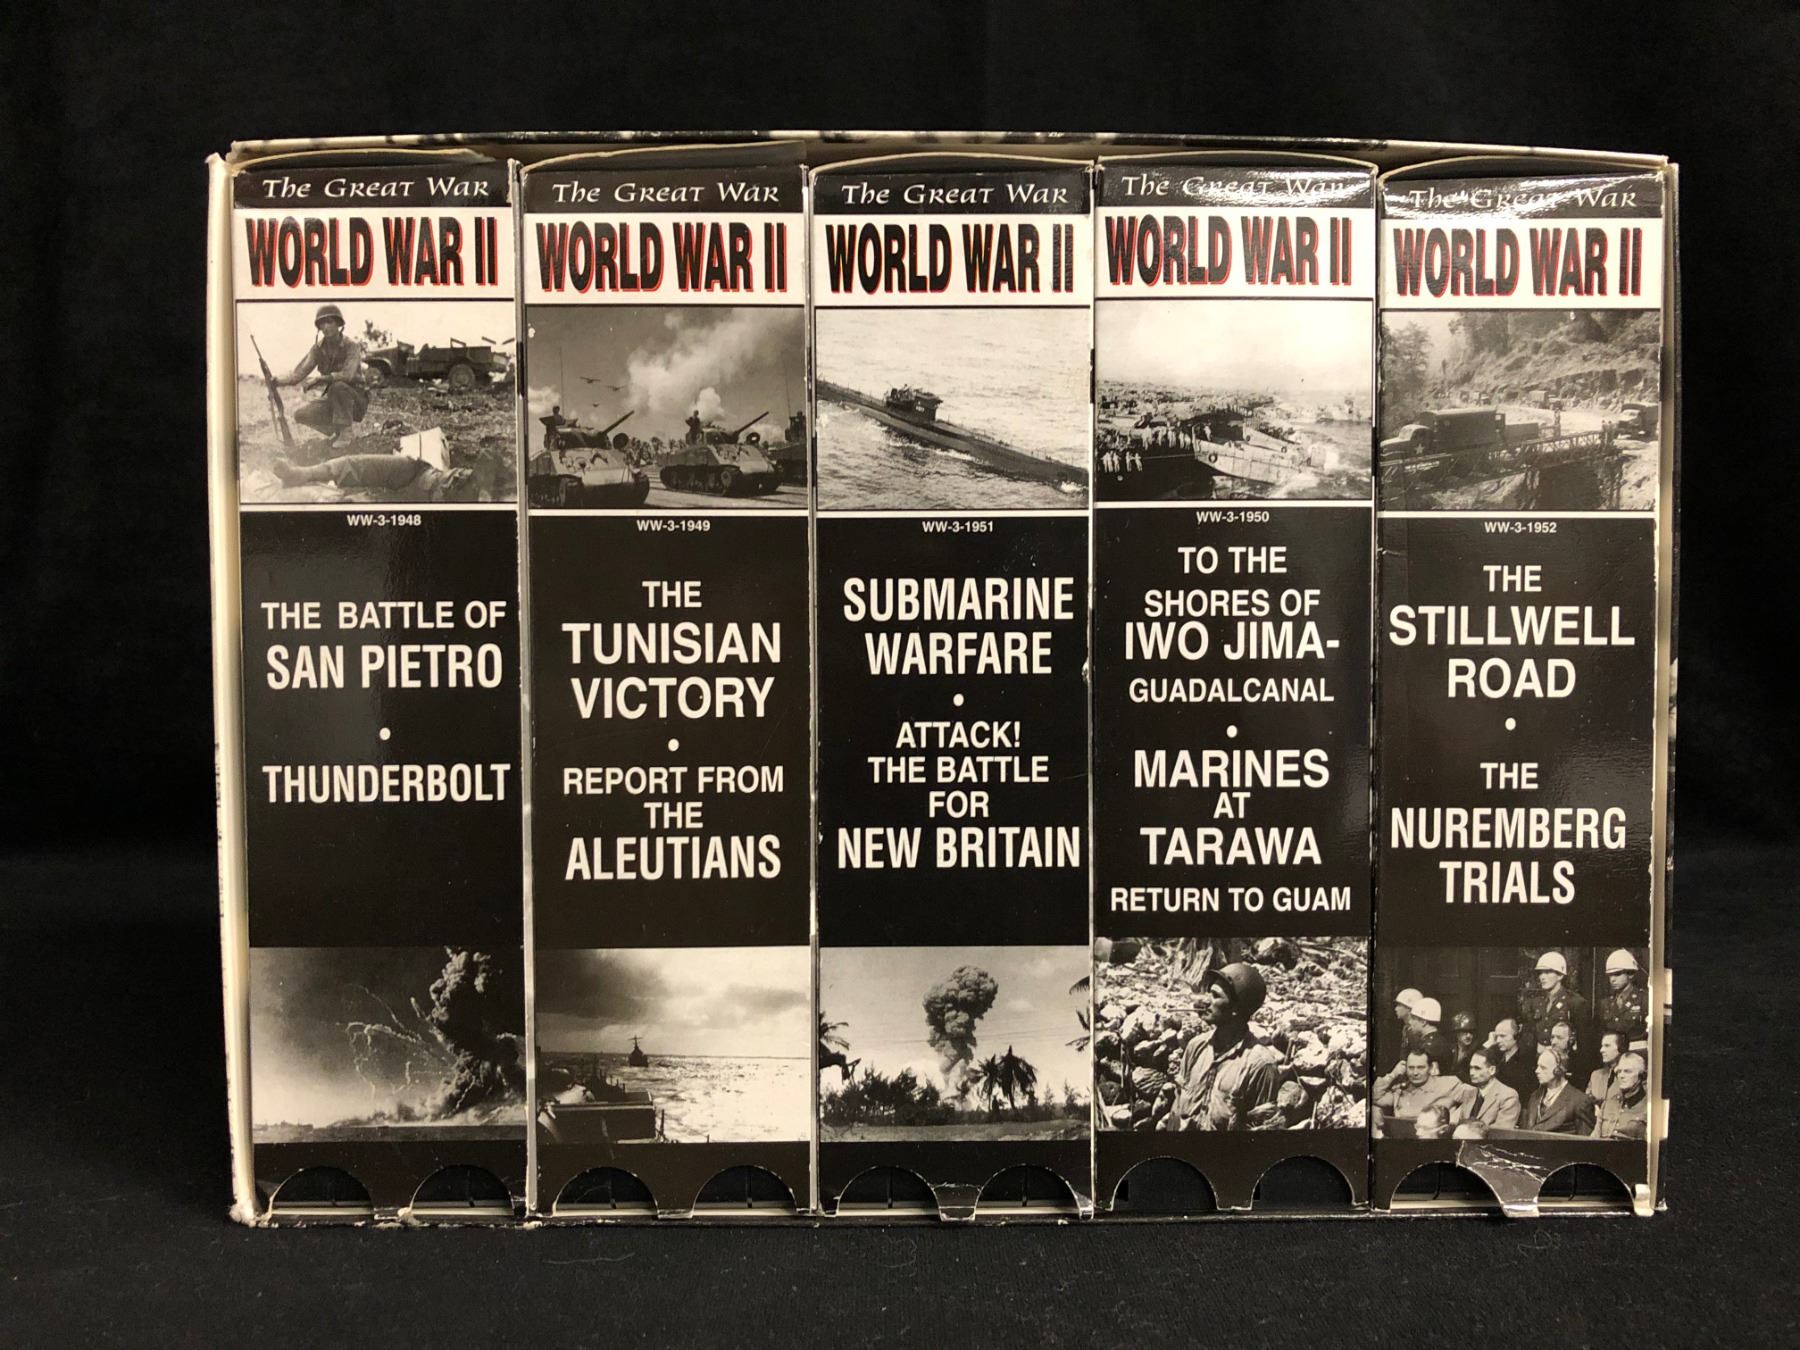 The Great War
WORLD WAR II
WW-3-1948
THE BATTLE OF
SAN PIETRO
•
THUNDERBOLT
The Great War
WORLD WAR II
WW-3-1949
THE
TUNISIAN
VICTORY
•
REPORT FROM
THE
ALEUTIANS
The Great War
WORLD WAR II
WW-3-1951
SUBMARINE
WARFARE
•
ATTACK!
THE BATTLE
FOR
NEW BRITAIN
The Great War
WORLD WAR II
WW-3-1950
TO THE
SHORES OF
IWO JIMA-
GUADALCANAL
•
MARINES
AT
TARAWA
RETURN TO GUAM
The Great War
WORLD WAR II
WW-3-1952
THE
STILLWELL
ROAD
•
THE
NUREMBERG
TRIALS